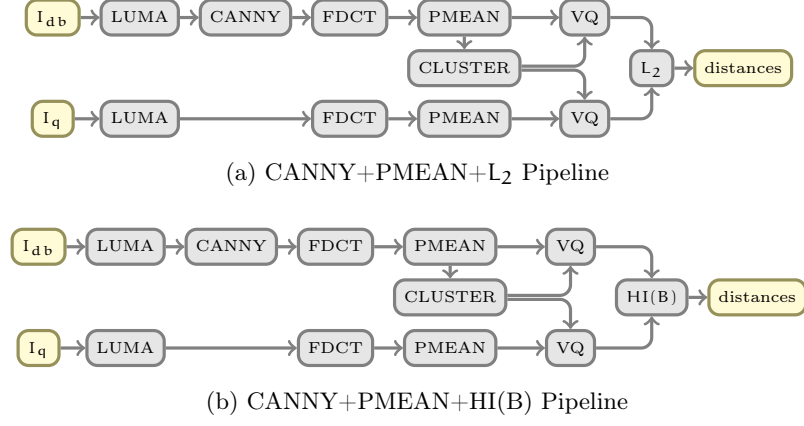 I_db LUMA CANNY FDCT PMEAN VQ
CLUSTER L_2 distances
I_q LUMA FDCT PMEAN VQ
(a) CANNY+PMEAN+L_2 Pipeline
I_db LUMA CANNY FDCT PMEAN VQ
CLUSTER HI(B) distances
I_q LUMA FDCT PMEAN VQ
(b) CANNY+PMEAN+HI(B) Pipeline